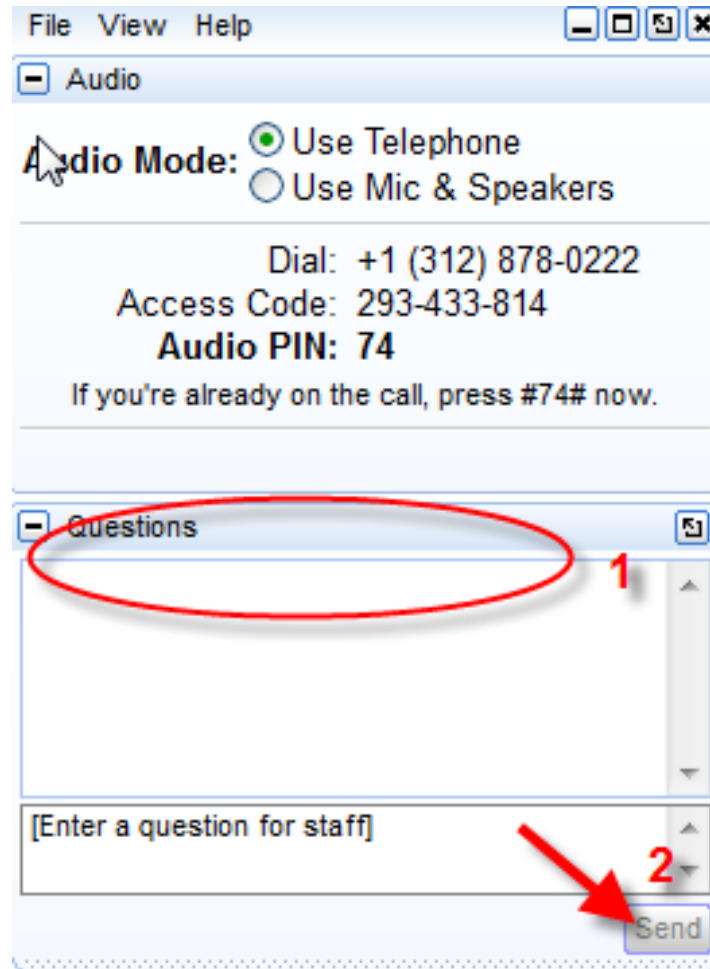 File View Help
Audio
Audio Mode:
Use Telephone
Use Mic & Speakers
Dial: +1 (312) 878-0222
Access Code: 293-433-814
Audio PIN: 74
If you're already on the call, press #74# now.
Questions
1
[Enter a question for staff]
2
Send